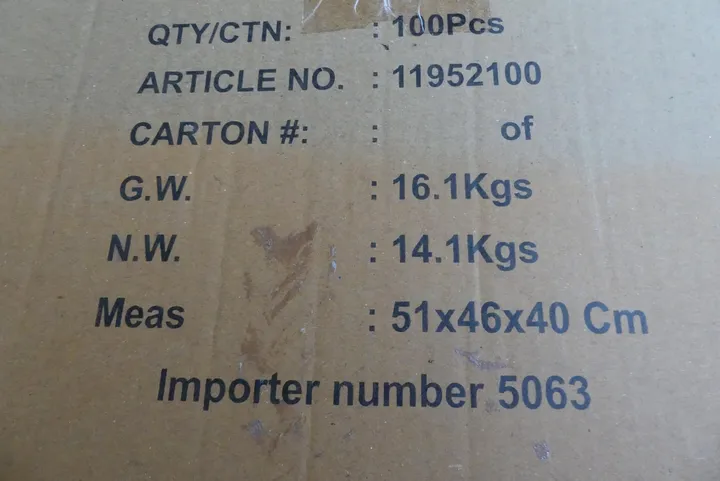 QTY/CTN: : 100Pcs
ARTICLE NO. : 11952100
CARTON #: : of
G.W. : 16.1Kgs
N.W. : 14.1Kgs
Meas : 51x46x40 Cm
Importer number 5063